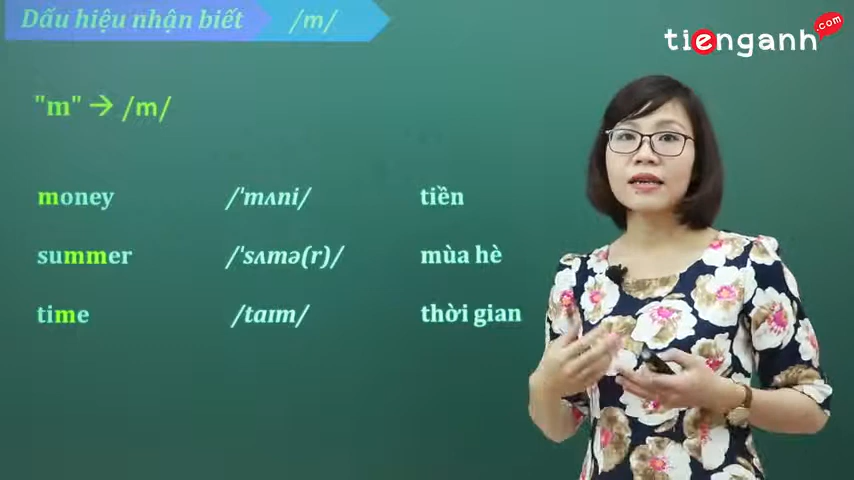 Dấu hiệu nhận biết /m/
tienganh.com
"m" → /m/
money /'mʌni/ tiền
summer /'sʌmə(r)/ mùa hè
time /taɪm/ thời gian